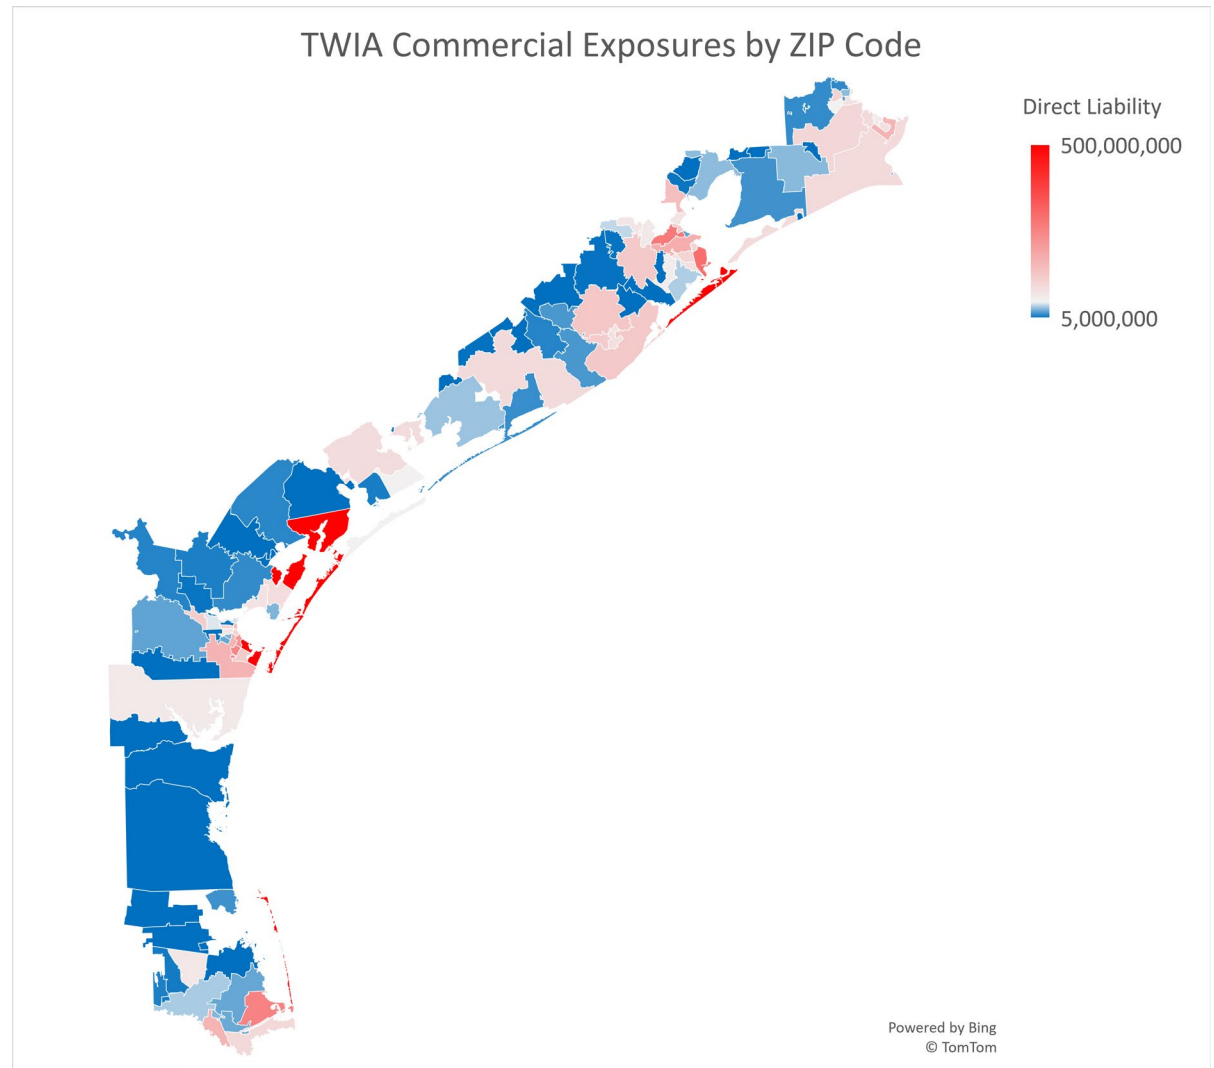 TWIA Commercial Exposures by ZIP Code
Direct Liability
500,000,000
5,000,000
Powered by Bing
© TomTom